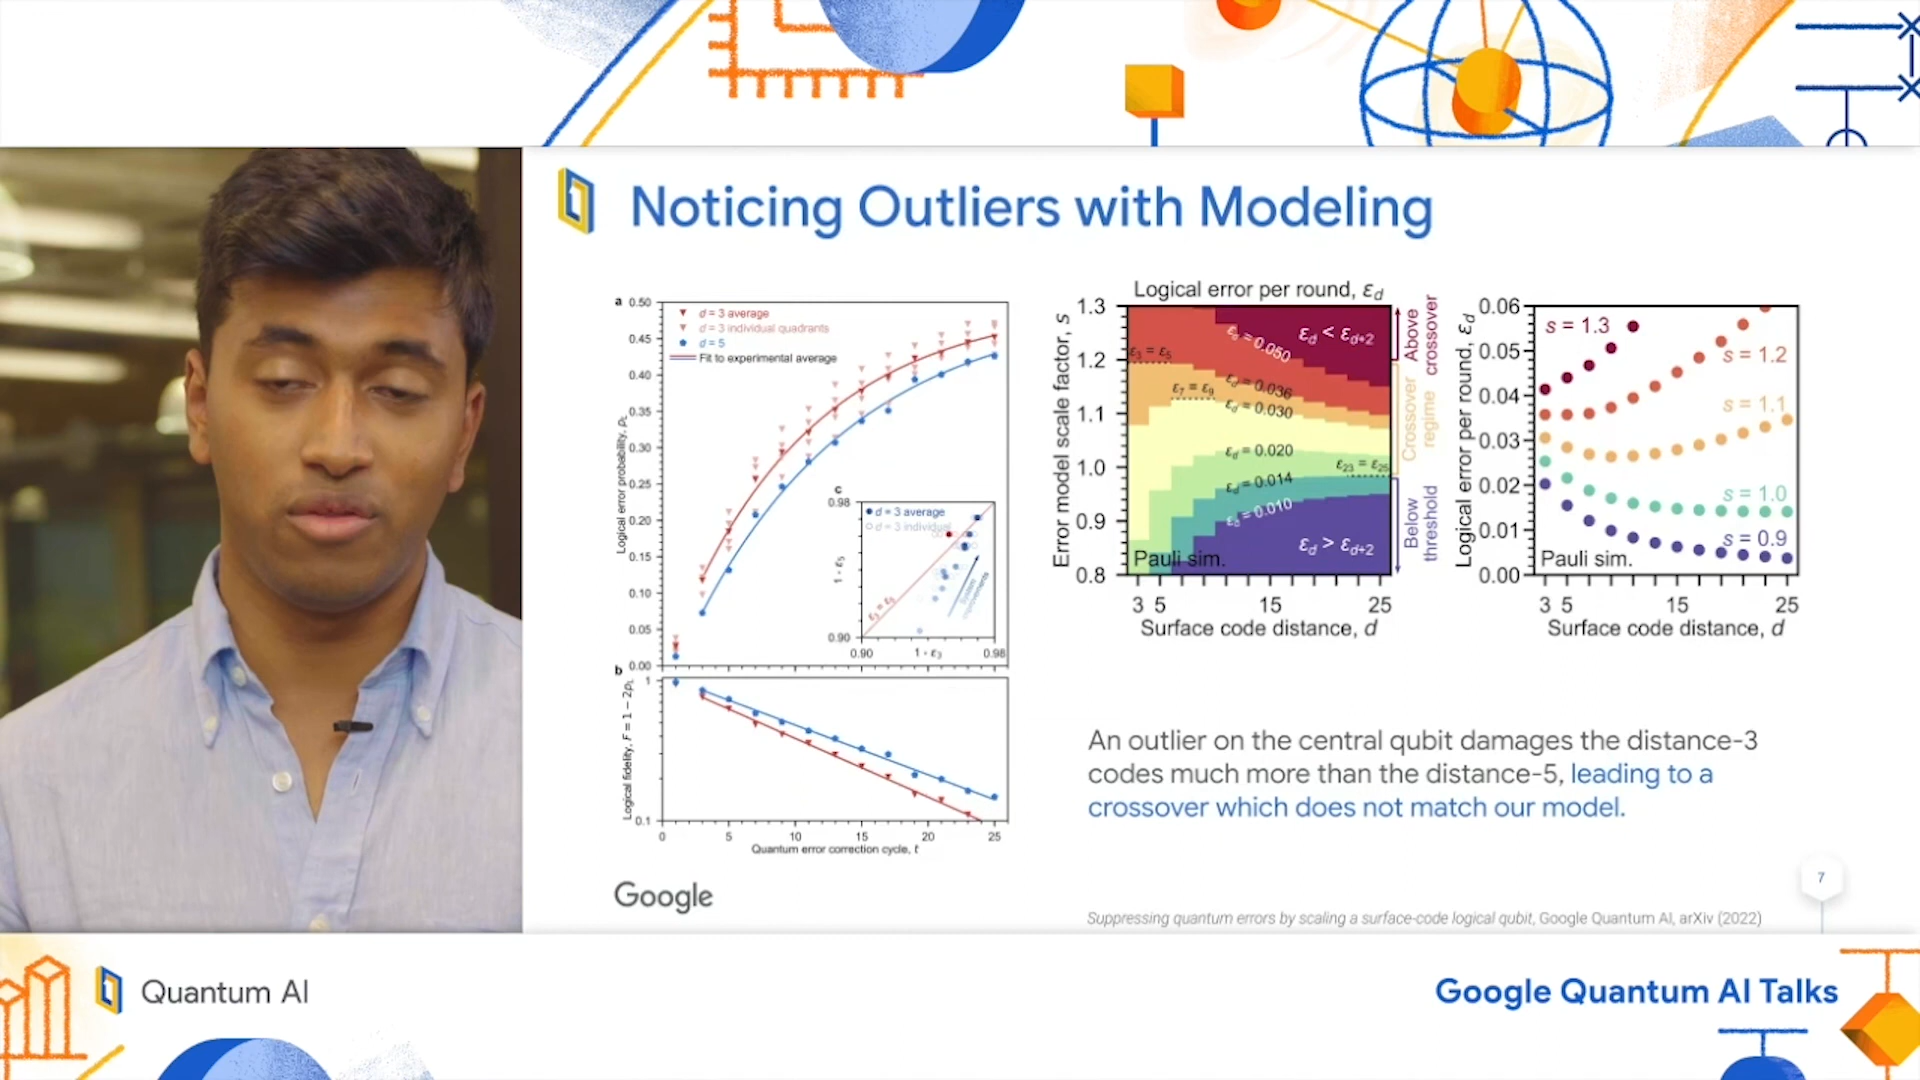 Noticing Outliers with Modeling
a
0.50
0.45
0.40
0.35
0.30
0.25
0.20
0.15
0.10
0.05
0.00
Logical error probability, pL
d = 3 average
d = 3 individual quadrants
d = 5
Fit to experimental average
c
0.98
d = 3 average
d = 3 individual
1 - ε₅
ε₃ = ε₅
System
improvements
0.90
0.90
1 - ε₃
0.98
b
1
0.1
Logical fidelity, F = 1 − 2pL
0 5 10 15 20 25
Quantum error correction cycle, t
Logical error per round, εd
1.3
1.2
1.1
1.0
0.9
0.8
Error model scale factor, s
εd = 0.050
εd < εd+2
ε₃ = ε₅
εd = 0.036
ε₇ = ε₉
εd = 0.030
εd = 0.020
ε₂₃ = ε₂₅
εd = 0.014
εd = 0.010
εd > εd+2
Pauli sim.
Above
crossover
Crossover
regime
Below
threshold
3 5 15 25
Surface code distance, d
Logical error per round, εd
0.06
0.05
0.04
0.03
0.02
0.01
0.00
s = 1.3
s = 1.2
s = 1.1
s = 1.0
s = 0.9
Pauli sim.
3 5 15 25
Surface code distance, d
An outlier on the central qubit damages the distance-3
codes much more than the distance-5, leading to a
crossover which does not match our model.
Google
7
Suppressing quantum errors by scaling a surface-code logical qubit, Google Quantum AI, arXiv (2022)
Quantum AI
Google Quantum AI Talks